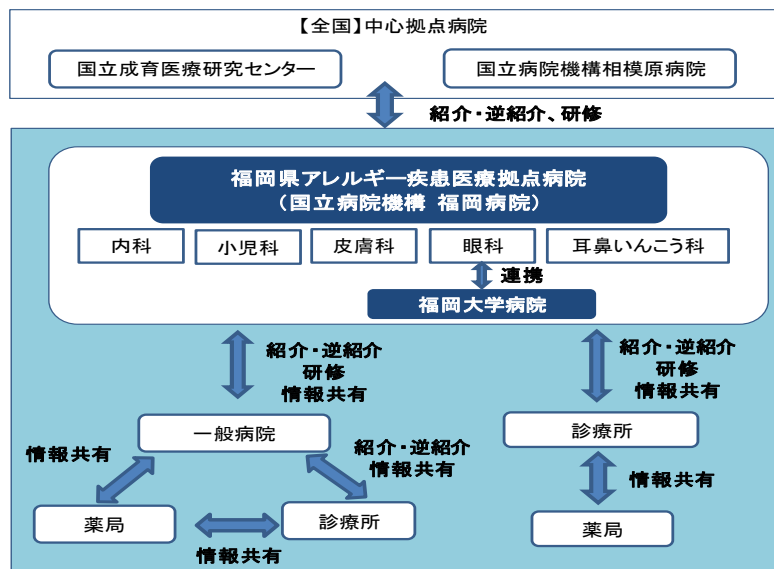 【全国】中心拠点病院
国立成育医療研究センター
国立病院機構相模原病院
紹介・逆紹介、研修
福岡県アレルギー疾患医療拠点病院
（国立病院機構 福岡病院）
内科
小児科
皮膚科
眼科
耳鼻いんこう科
連携
福岡大学病院
紹介・逆紹介
研修
情報共有
紹介・逆紹介
研修
情報共有
一般病院
診療所
情報共有
紹介・逆紹介
情報共有
情報共有
薬局
診療所
薬局
情報共有